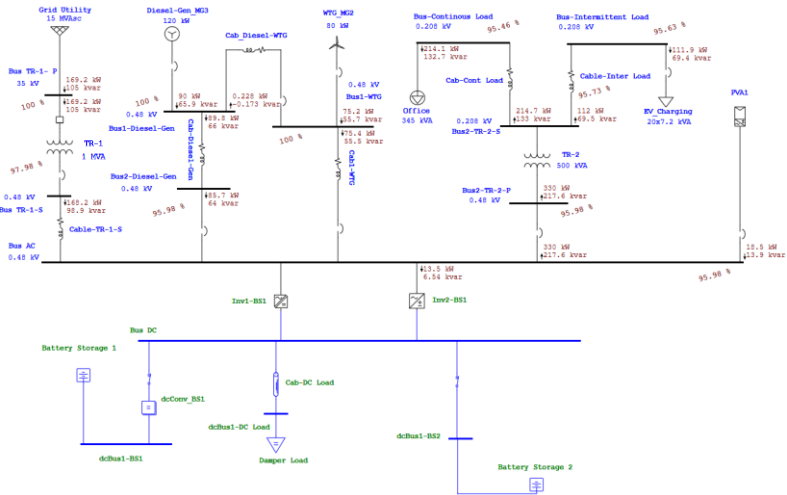 Grid Utility
15 MVAsc
Diesel-Gen_MG3
120 kW
WTG_MG2
80 kW
Bus-Continous Load
0.208 kV
95.46 %
Bus-Intermittent Load
0.208 kV
95.63 %
Cab_Diesel-WTG
214.1 kW
132.7 kvar
111.9 kW
69.4 kvar
Bus TR-1- P
35 kV
169.2 kW
105 kvar
100 %
169.2 kW
105 kvar
0.48 kV
Bus1-WTG
Cab-Cont Load
Cable-Inter Load
95.73 %
PVA1
100 %
90 kW
65.9 kvar
0.228 kW
-0.173 kvar
0.48 kV
Bus1-Diesel-Gen
75.2 kW
55.7 kvar
Office
345 kVA
214.7 kW
133 kvar
112 kW
69.5 kvar
EV_Charging
20x7.2 kVA
0.208 kV
Bus2-TR-2-S
89.8 kW
66 kvar
100 %
75.4 kW
55.5 kvar
TR-1
1 MVA
Cab-Diesel-Gen
Cab1-WTG
TR-2
500 kVA
97.98 %
Bus2-Diesel-Gen
0.48 kV
89.7 kW
64 kvar
95.98 %
Bus2-TR-2-P
0.48 kV
330 kW
217.6 kvar
95.98 %
0.48 kV
Bus TR-1-S
168.2 kW
98.9 kvar
Cable-TR-1-S
Bus AC
0.48 kV
330 kW
217.6 kvar
18.5 kW
13.9 kvar
13.5 kW
6.54 kvar
95.98 %
Inv1-BS1
Inv2-BS1
Bus DC
Battery Storage 1
Cab-DC Load
dcConv_BS1
dcBus1-DC Load
dcBus1-BS2
dcBus1-BS1
Damper Load
Battery Storage 2